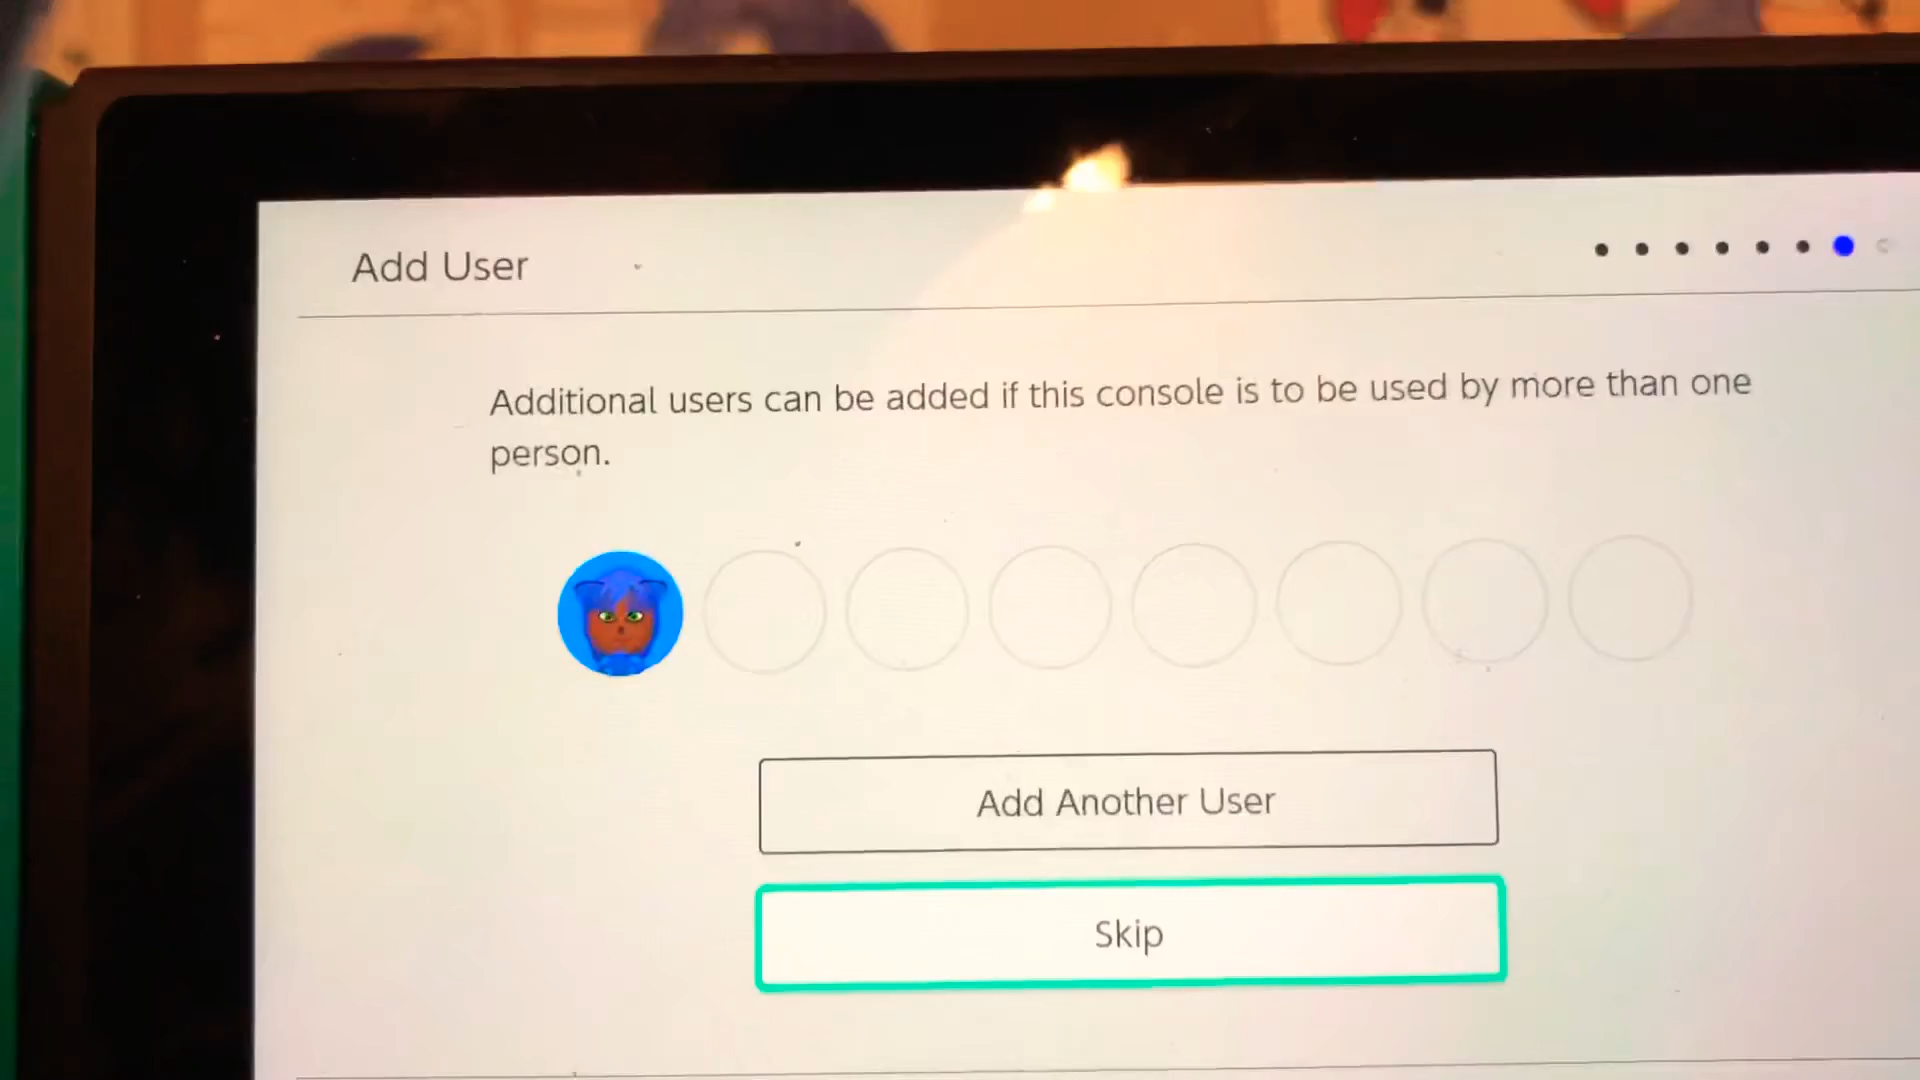 Add User
Additional users can be added if this console is to be used by more than one
person.
Add Another User
Skip